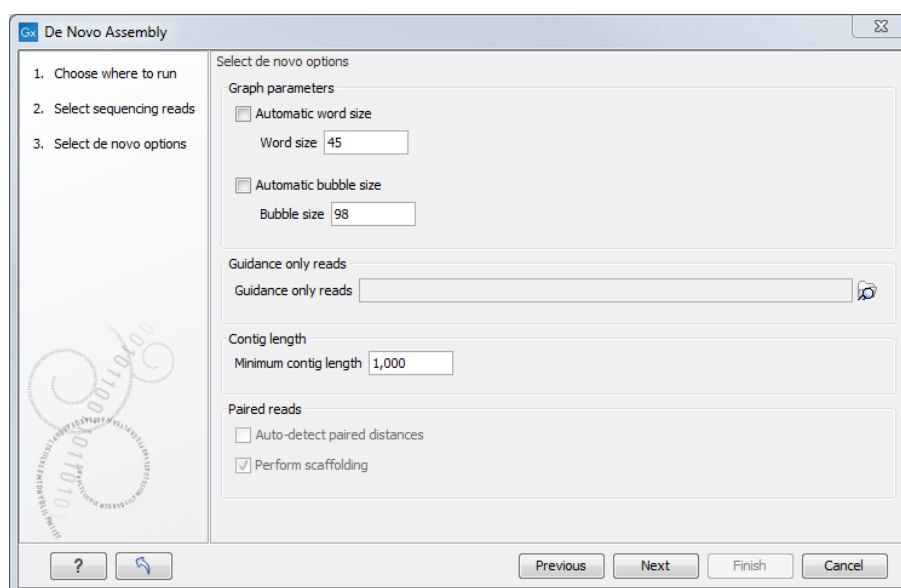 Gx De Novo Assembly
1. Choose where to run
2. Select sequencing reads
3. Select de novo options
Select de novo options
Graph parameters
Automatic word size
Word size 45
Automatic bubble size
Bubble size 98
Guidance only reads
Guidance only reads
Contig length
Minimum contig length 1,000
Paired reads
Auto-detect paired distances
Perform scaffolding
? Previous Next Finish Cancel